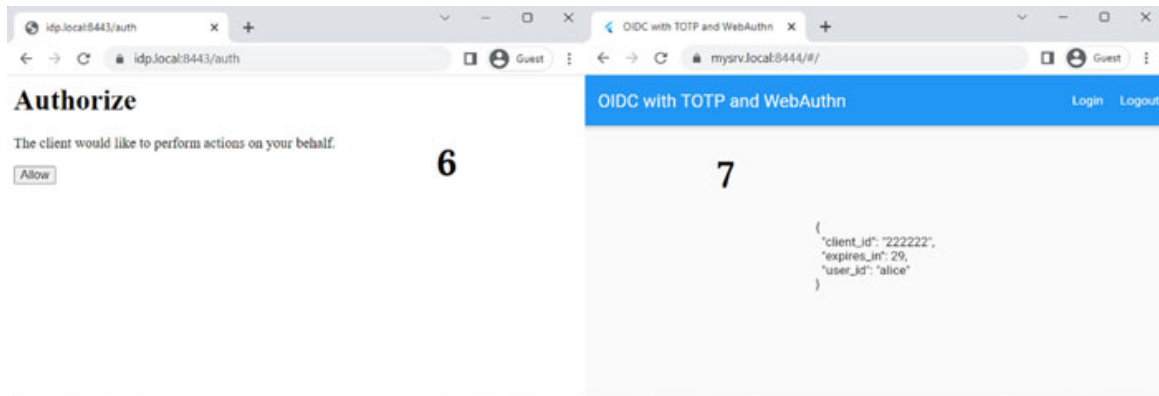 idp.local:8443/auth
idp.local:8443/auth
Guest
Authorize
The client would like to perform actions on your behalf.
Allow
6
OIDC with TOTP and WebAuthn
mysrv.local:8444/#/
Guest
OIDC with TOTP and WebAuthn
Login Logout
7
{
"client_id": "222222",
"expires_in": 29,
"user_id": "alice"
}